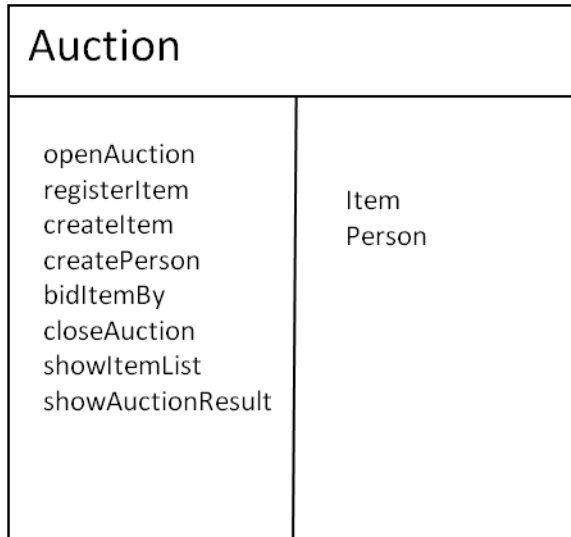 Auction
openAuction
registerItem
createItem
createPerson
bidItemBy
closeAuction
showItemList
showAuctionResult
Item
Person